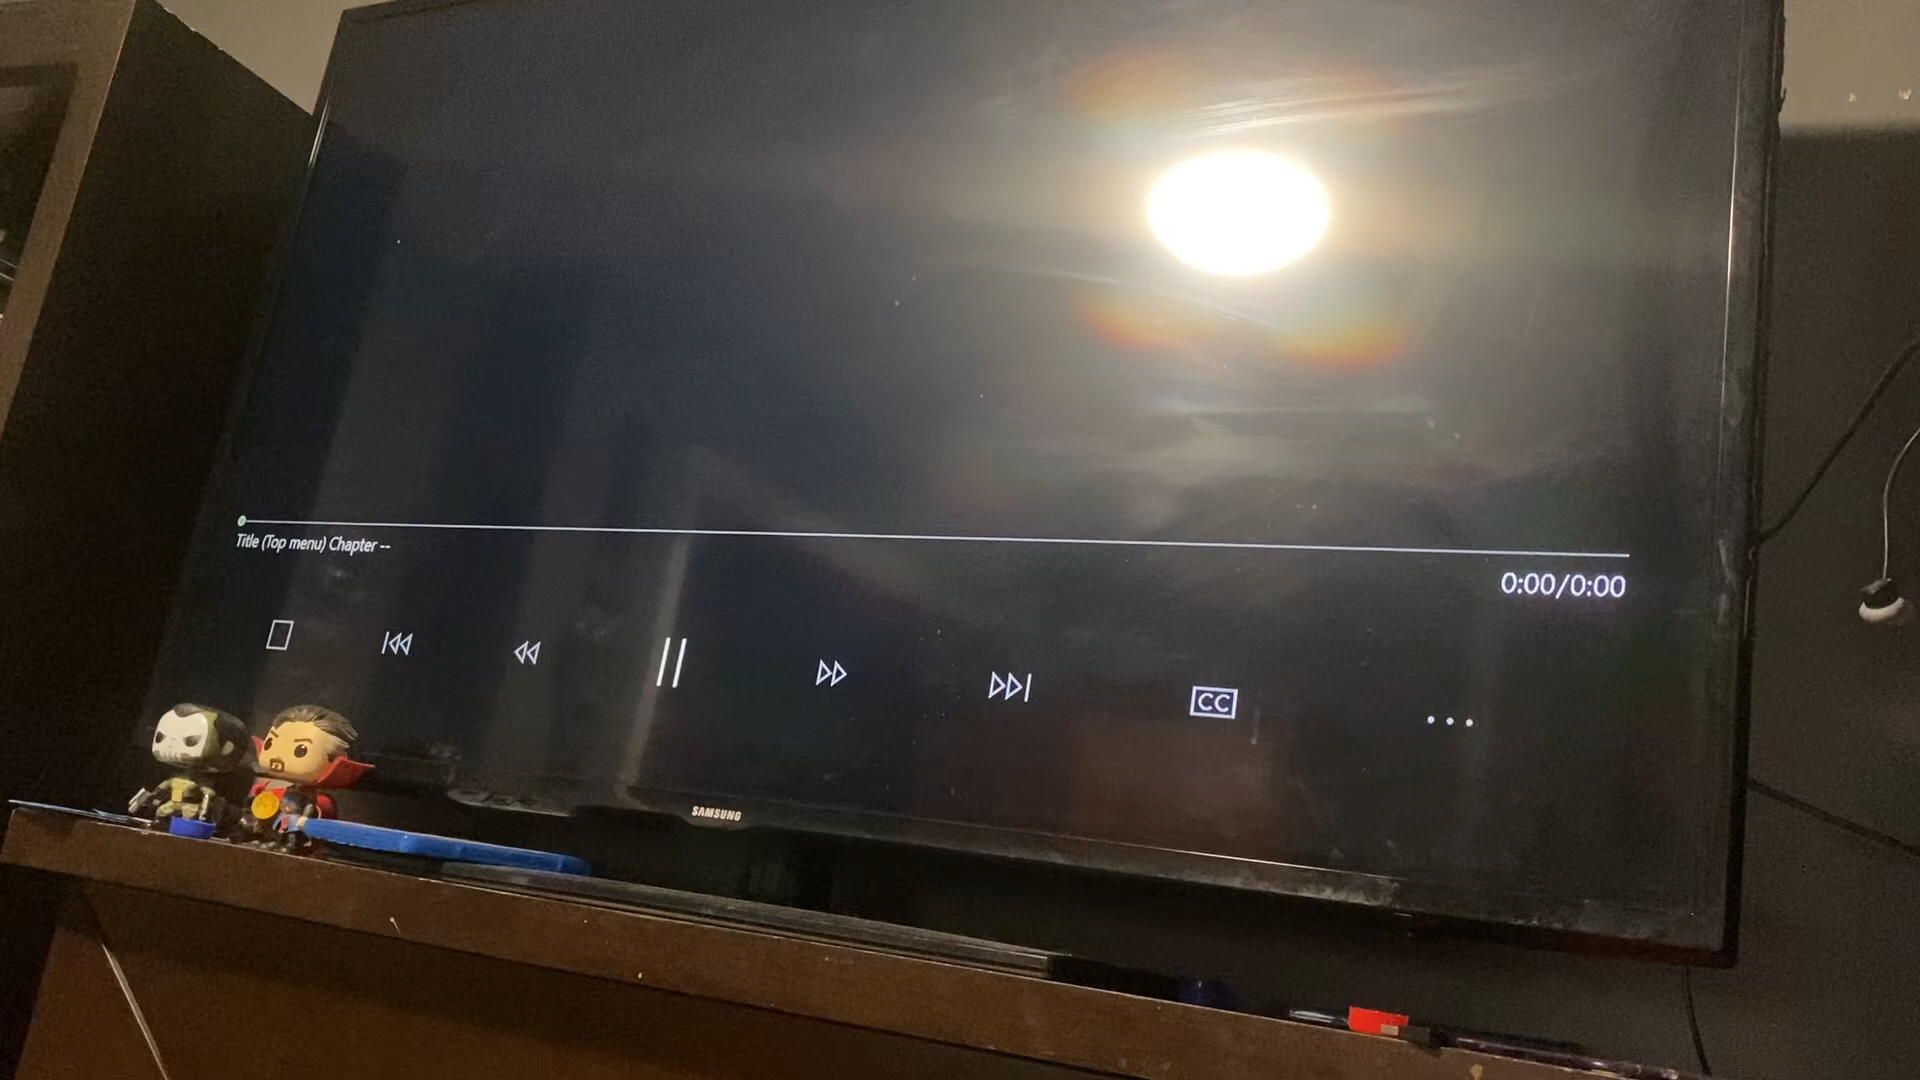 Title (Top menu) Chapter --
0:00/0:00
CC
SAMSUNG